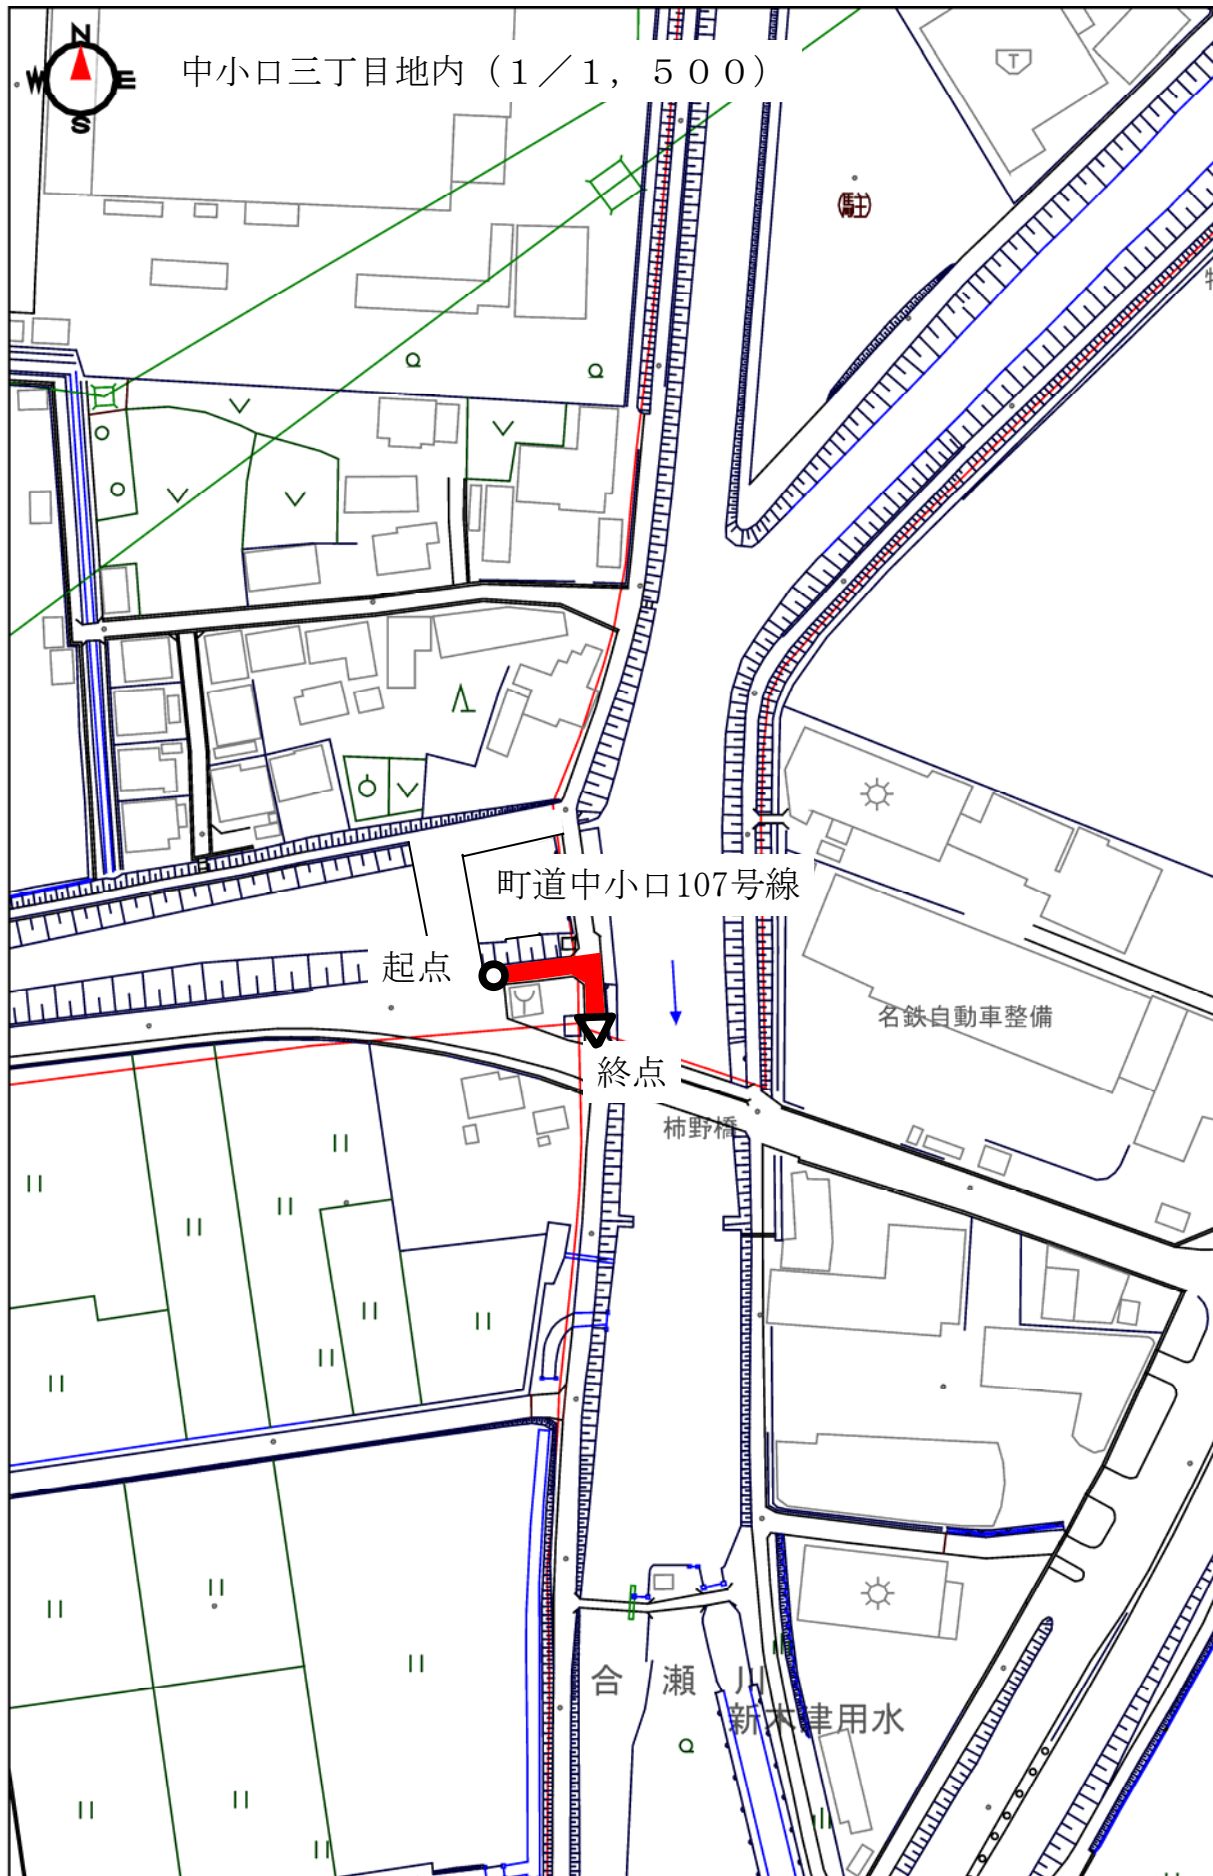 N
W E
S
中小口三丁目地内（１／１，５００）
T
駐
町道中小口107号線
起点
名鉄自動車整備
終点
柿野橋
合瀬川
新木津用水